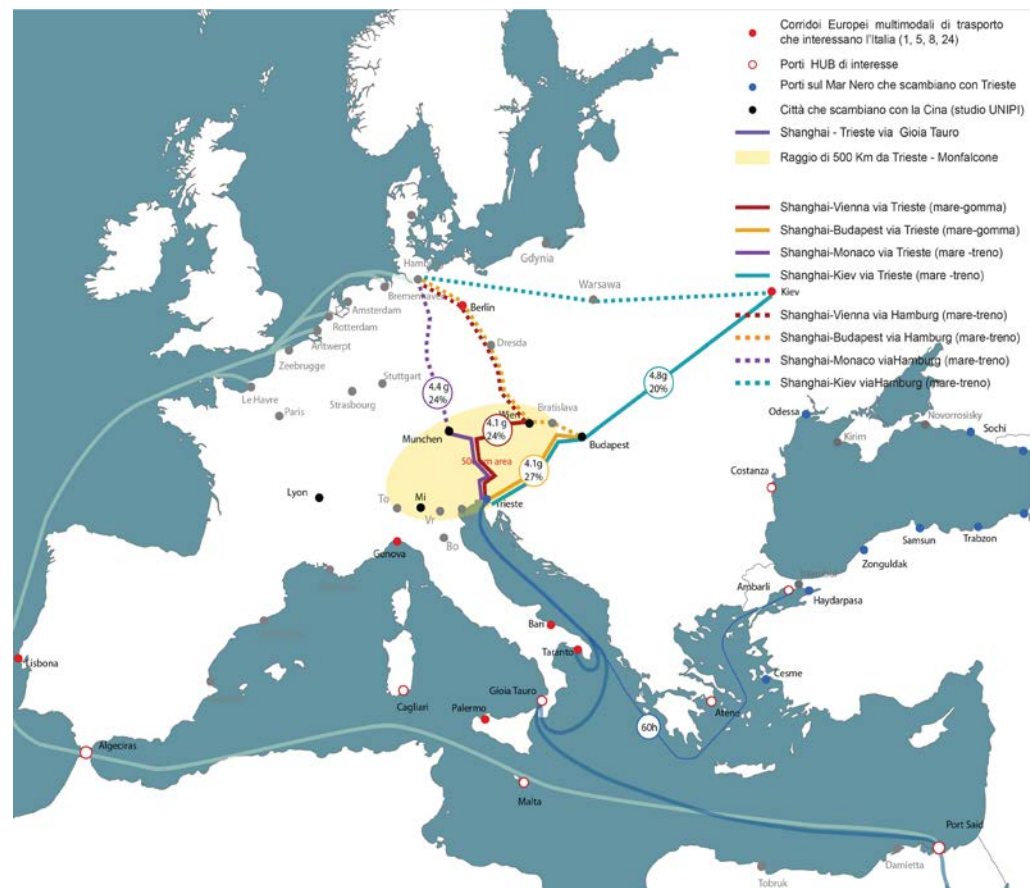 Corridoi Europei multimodali di trasporto
che interessano l'Italia (1, 5, 8, 24)
Porti HUB di interesse
Porti sul Mar Nero che scambiano con Trieste
Città che scambiano con la Cina (studio UNIPI)
Shanghai - Trieste via Gioia Tauro
Raggio di 500 Km da Trieste - Monfalcone
Shanghai-Vienna via Trieste (mare-gomma)
Shanghai-Budapest via Trieste (mare-gomma)
Shanghai-Monaco via Trieste (mare -treno)
Shanghai-Kiev via Trieste (mare -treno)
Shanghai-Vienna via Hamburg (mare-treno)
Shanghai-Budapest via Hamburg (mare-treno)
Shanghai-Monaco viaHamburg (mare-treno)
Shanghai-Kiev viaHamburg (mare-treno)
Gdynia
Warsawa
Kiev
Berlin
Amsterdam
Rotterdam
Antwerpt
Zeebrugge
Dresda
Le Havre
Paris
Stuttgart
Strasbourg
4.4 g
24%
4.8g
20%
4.1 g
24%
Wien
Bratislava
Budapest
Munchen
4.1g
27%
Trieste
Lyon
To
Mi
Vr
Bo
Genova
Odessa
Kirim
Novorrosisky
Sochi
Costanza
Samsun
Trabzon
Zonguldak
Ambarli
Haydarpasa
Bari
Taranto
Cesme
Lisbona
Cagliari
Palermo
Gioia Tauro
Atene
60h
Algeciras
Malta
Port Said
Damietta
Tobruk